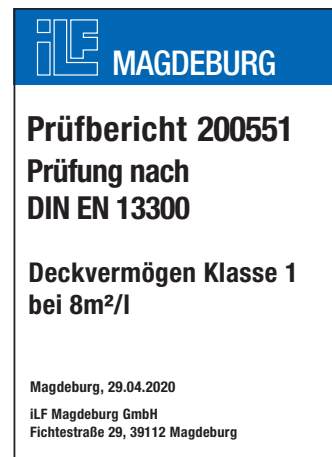 iLF MAGDEBURG
Prüfbericht 200551
Prüfung nach
DIN EN 13300
Deckvermögen Klasse 1
bei 8m²/l
Magdeburg, 29.04.2020
iLF Magdeburg GmbH
Fichtestraße 29, 39112 Magdeburg